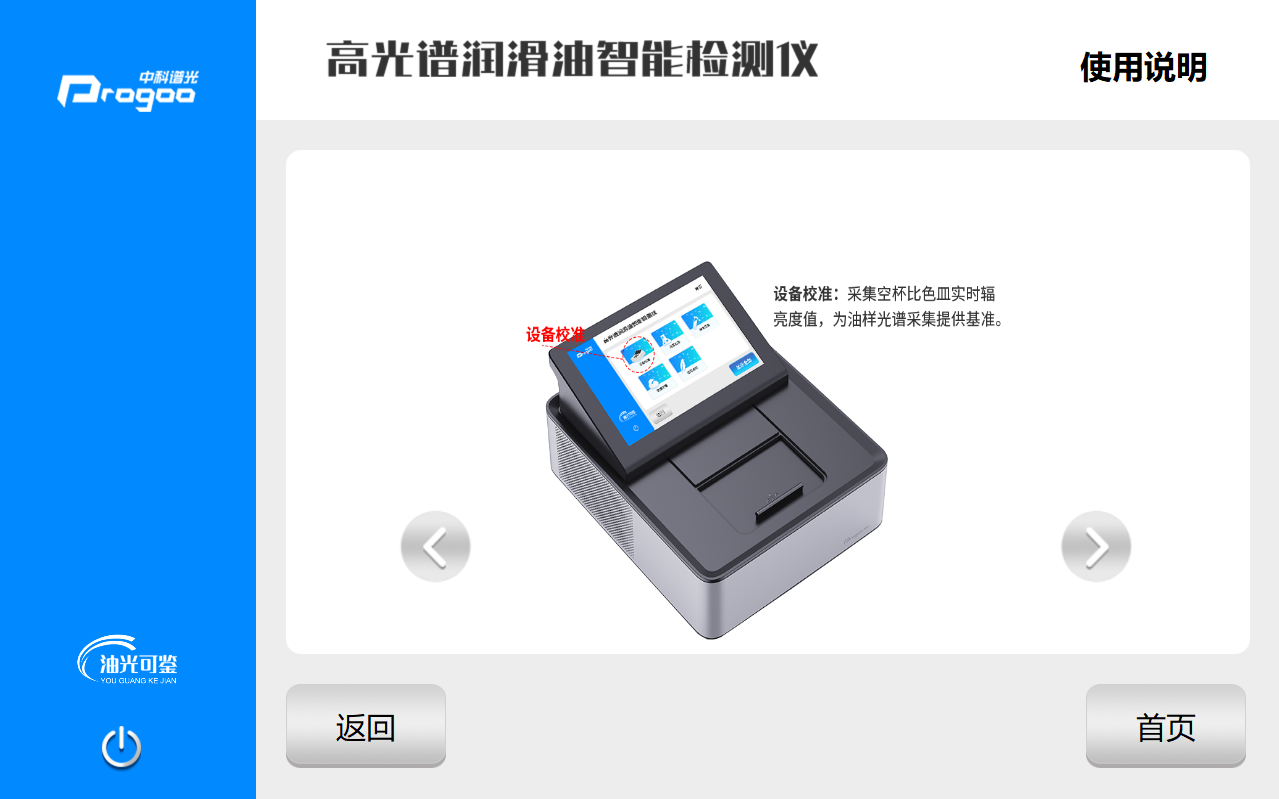 中科谱光
Progoo
高光谱润滑油智能检测仪
使用说明
设备校准：采集空杯比色皿实时辐
亮度值，为油样光谱采集提供基准。
设备校准
油光可鉴
YOU GUANG KE JIAN
返回
首页